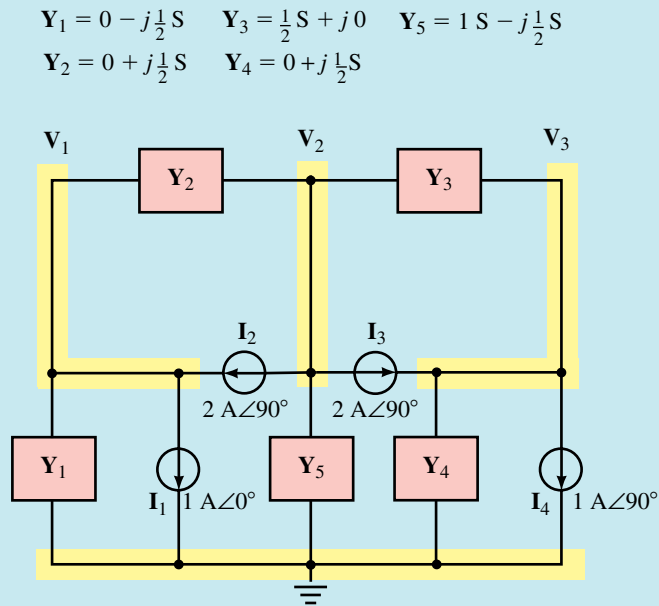 Y₁ = 0 − j½ S Y₃ = ½ S + j0 Y₅ = 1 S − j½ S
Y₂ = 0 + j½ S Y₄ = 0 + j½ S
V₁ V₂ V₃
Y₂ Y₃
I₂ I₃
2 A∠90° 2 A∠90°
Y₁ Y₅ Y₄
I₁ 1 A∠0° I₄ 1 A∠90°